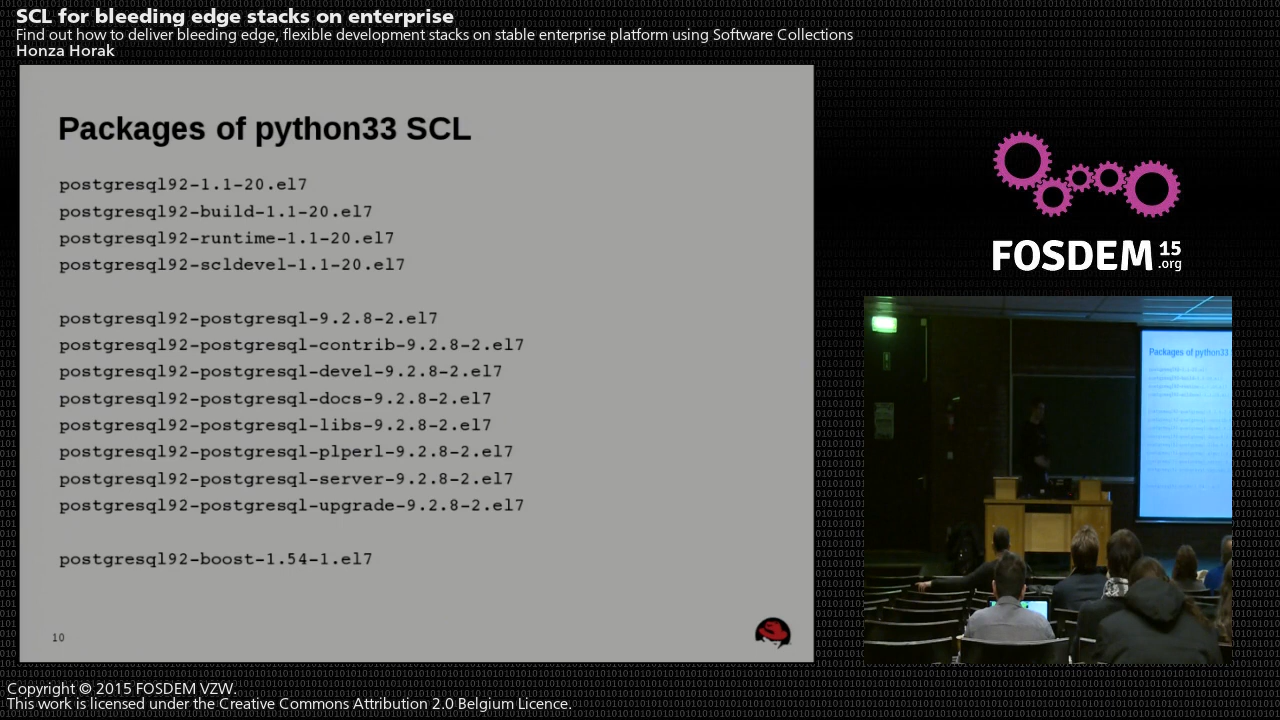 SCL for bleeding edge stacks on enterprise
Find out how to deliver bleeding edge, flexible development stacks on stable enterprise platform using Software Collections
Honza Horak
Packages of python33 SCL
postgresql92-1.1-20.el7
postgresql92-build-1.1-20.el7
postgresql92-runtime-1.1-20.el7
postgresql92-scldevel-1.1-20.el7
postgresql92-postgresql-9.2.8-2.el7
postgresql92-postgresql-contrib-9.2.8-2.el7
postgresql92-postgresql-devel-9.2.8-2.el7
postgresql92-postgresql-docs-9.2.8-2.el7
postgresql92-postgresql-libs-9.2.8-2.el7
postgresql92-postgresql-plperl-9.2.8-2.el7
postgresql92-postgresql-server-9.2.8-2.el7
postgresql92-postgresql-upgrade-9.2.8-2.el7
postgresql92-boost-1.54-1.el7
10
FOSDEM 15 .org
Packages of python33
Copyright © 2015 FOSDEM VZW.
This work is licensed under the Creative Commons Attribution 2.0 Belgium Licence.